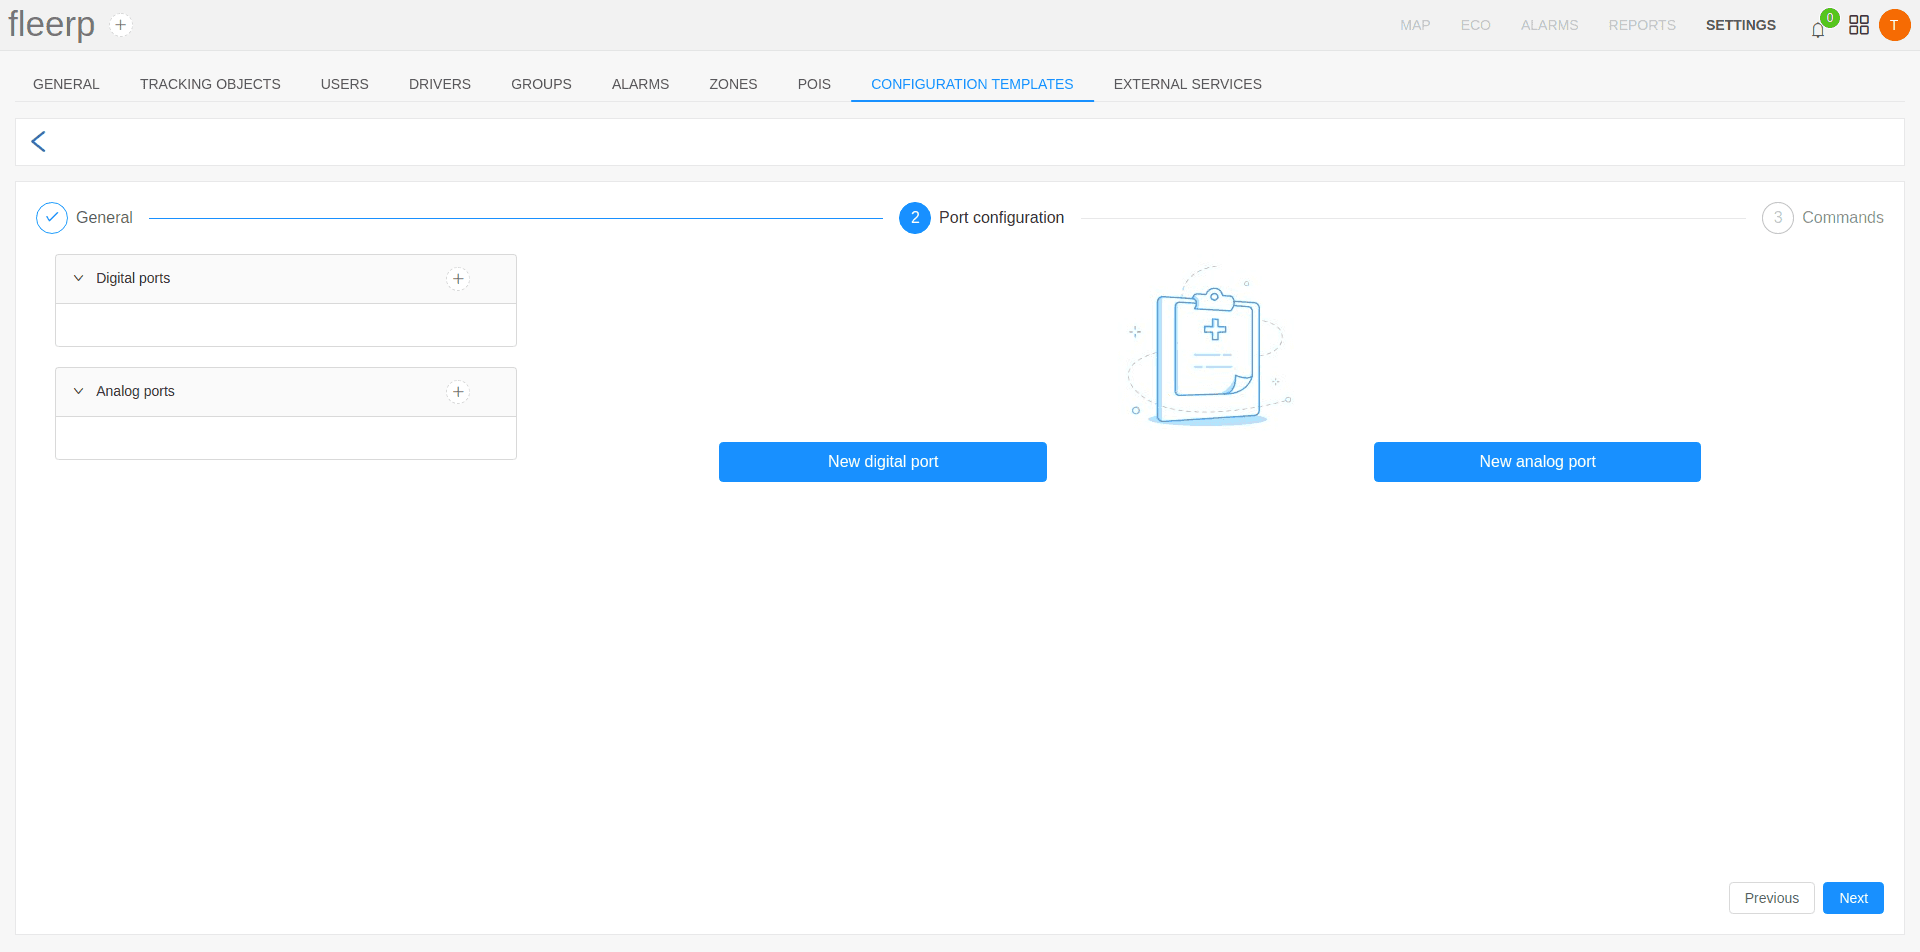 fleerp
MAP ECO ALARMS REPORTS SETTINGS 0 T
GENERAL TRACKING OBJECTS USERS DRIVERS GROUPS ALARMS ZONES POIS CONFIGURATION TEMPLATES EXTERNAL SERVICES
General 2 Port configuration 3 Commands
Digital ports
Analog ports
New digital port New analog port
Previous Next